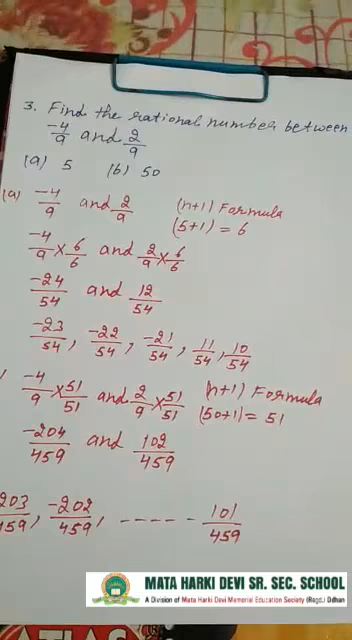 3. Find the rational number between
-4/9 and 2/9
(a) 5 (b) 50
(a) -4/9 and 2/9 (n+1) Formula
(5+1) = 6
-4/9 × 6/6 and 2/9 × 6/6
-24/54 and 12/54
-23/54, -22/54, -21/54, 11/54, 10/54
-4/9 × 51/51 and 2/9 × 51/51 (n+1) Formula
(50+1) = 51
-204/459 and 102/459
203/459, -202/459, ------ 101/459
MATA HARKI DEVI SR. SEC. SCHOOL
A Division of Mata Harki Devi Memorial Education Society (Regd.) Odhan